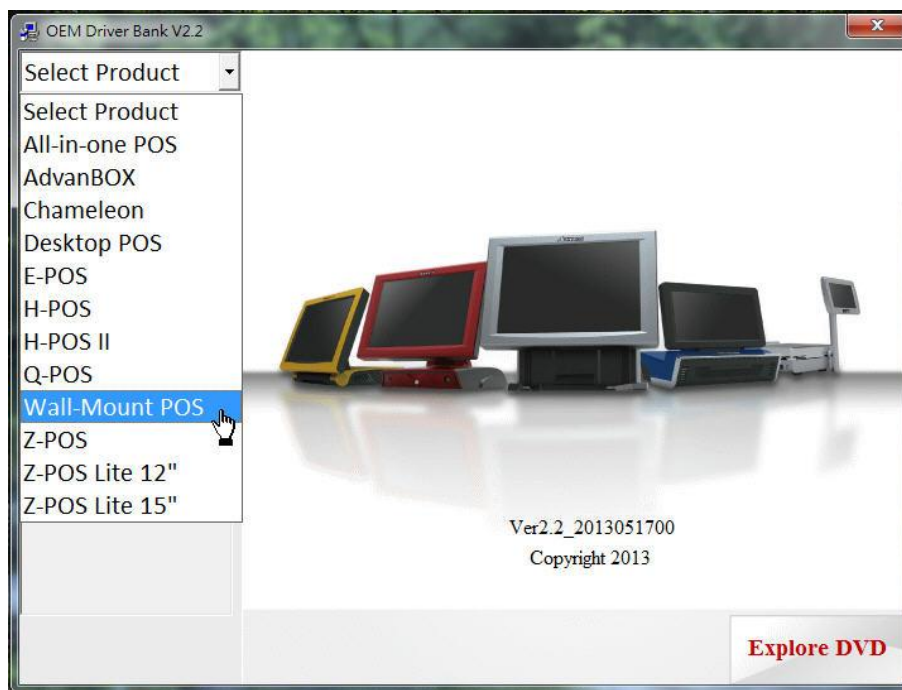 OEM Driver Bank V2.2
Select Product
Select Product
All-in-one POS
AdvanBOX
Chameleon
Desktop POS
E-POS
H-POS
H-POS II
Q-POS
Wall-Mount POS
Z-POS
Z-POS Lite 12"
Z-POS Lite 15"
Ver2.2_2013051700
Copyright 2013
Explore DVD